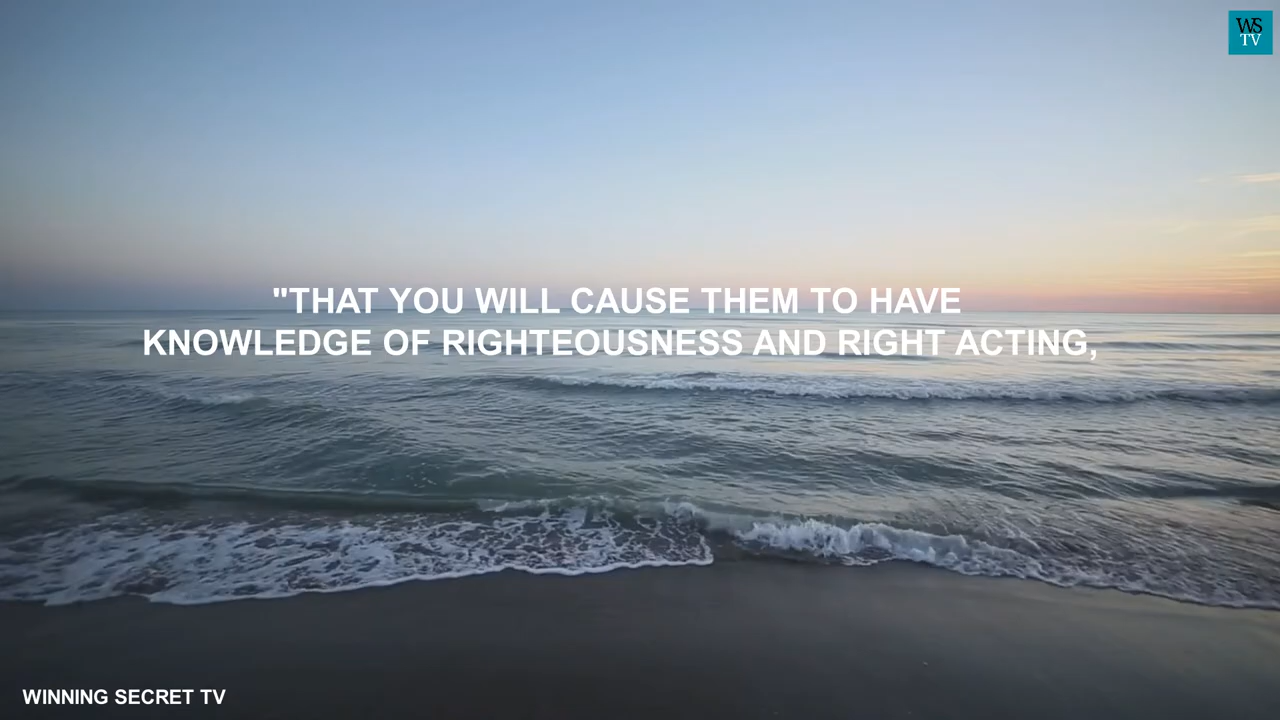 WS
TV
"THAT YOU WILL CAUSE THEM TO HAVE
KNOWLEDGE OF RIGHTEOUSNESS AND RIGHT ACTING,
WINNING SECRET TV